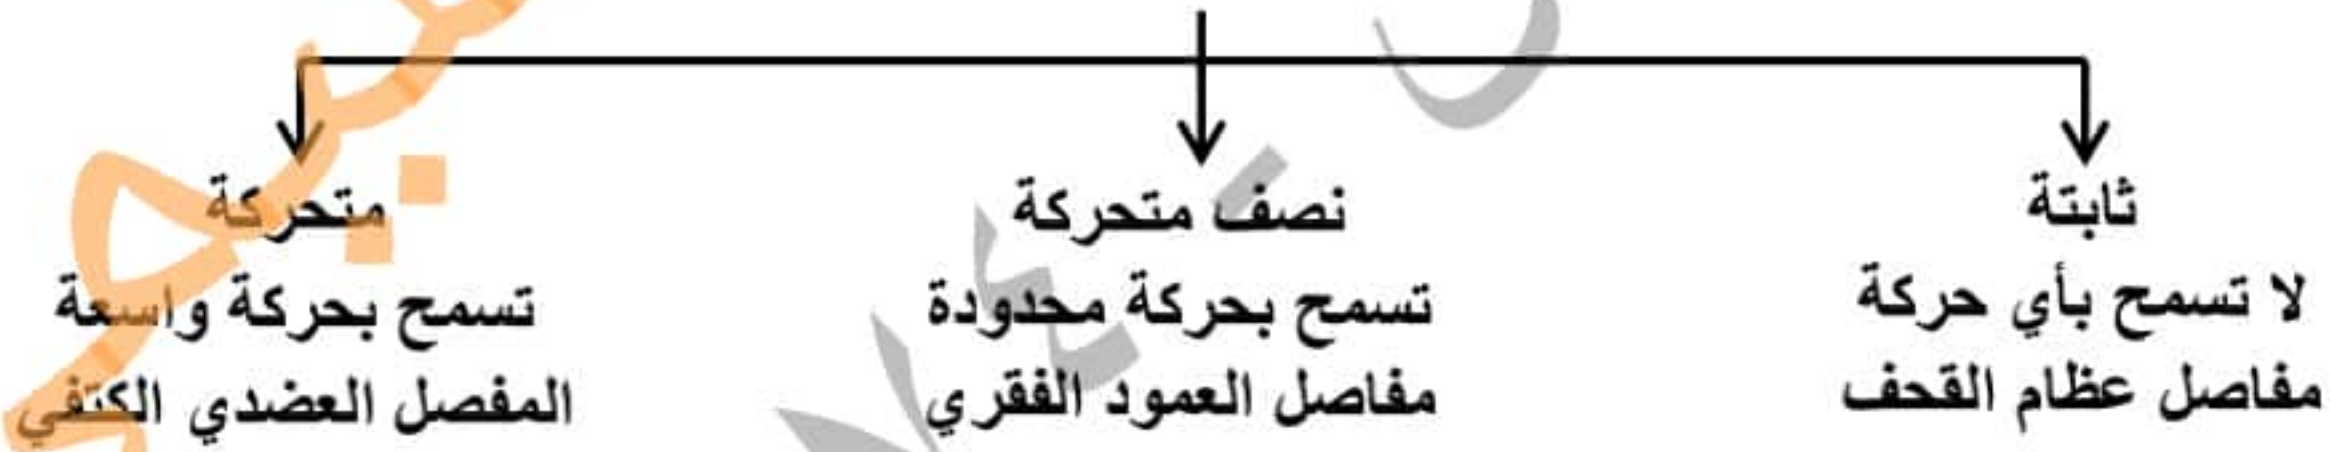 ثابتة
لا تسمح بأي حركة
مفاصل عظام القحف
نصف متحركة
تسمح بحركة محدودة
مفاصل العمود الفقري
متحركة
تسمح بحركة واسعة
المفصل العضدي الكتفي